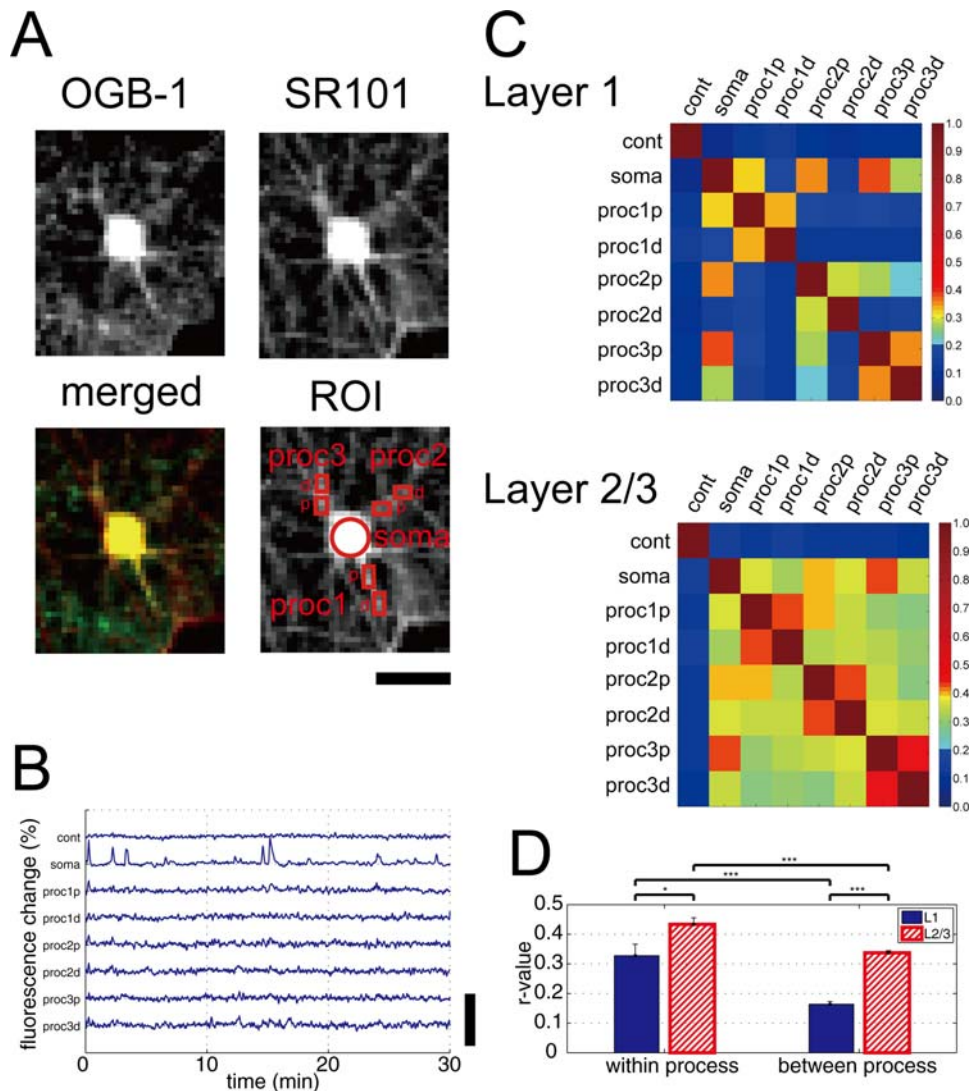 A
OGB-1 SR101
merged ROI
proc3 proc2
d
p
d
p
soma
p
proc1
B
fluorescence change (%)
cont
soma
proc1p
proc1d
proc2p
proc2d
proc3p
proc3d
0 10 20 30
time (min)
C
Layer 1
cont soma proc1p proc1d proc2p proc2d proc3p proc3d
cont
soma
proc1p
proc1d
proc2p
proc2d
proc3p
proc3d
1.0
0.9
0.8
0.7
0.6
0.5
0.4
0.3
0.2
0.1
0.0
Layer 2/3
cont soma proc1p proc1d proc2p proc2d proc3p proc3d
cont
soma
proc1p
proc1d
proc2p
proc2d
proc3p
proc3d
1.0
0.9
0.8
0.7
0.6
0.5
0.4
0.3
0.2
0.1
0.0
D
***
***
* ***
r-value
0.5
0.4
0.3
0.2
0.1
0
L1
L2/3
within process between process